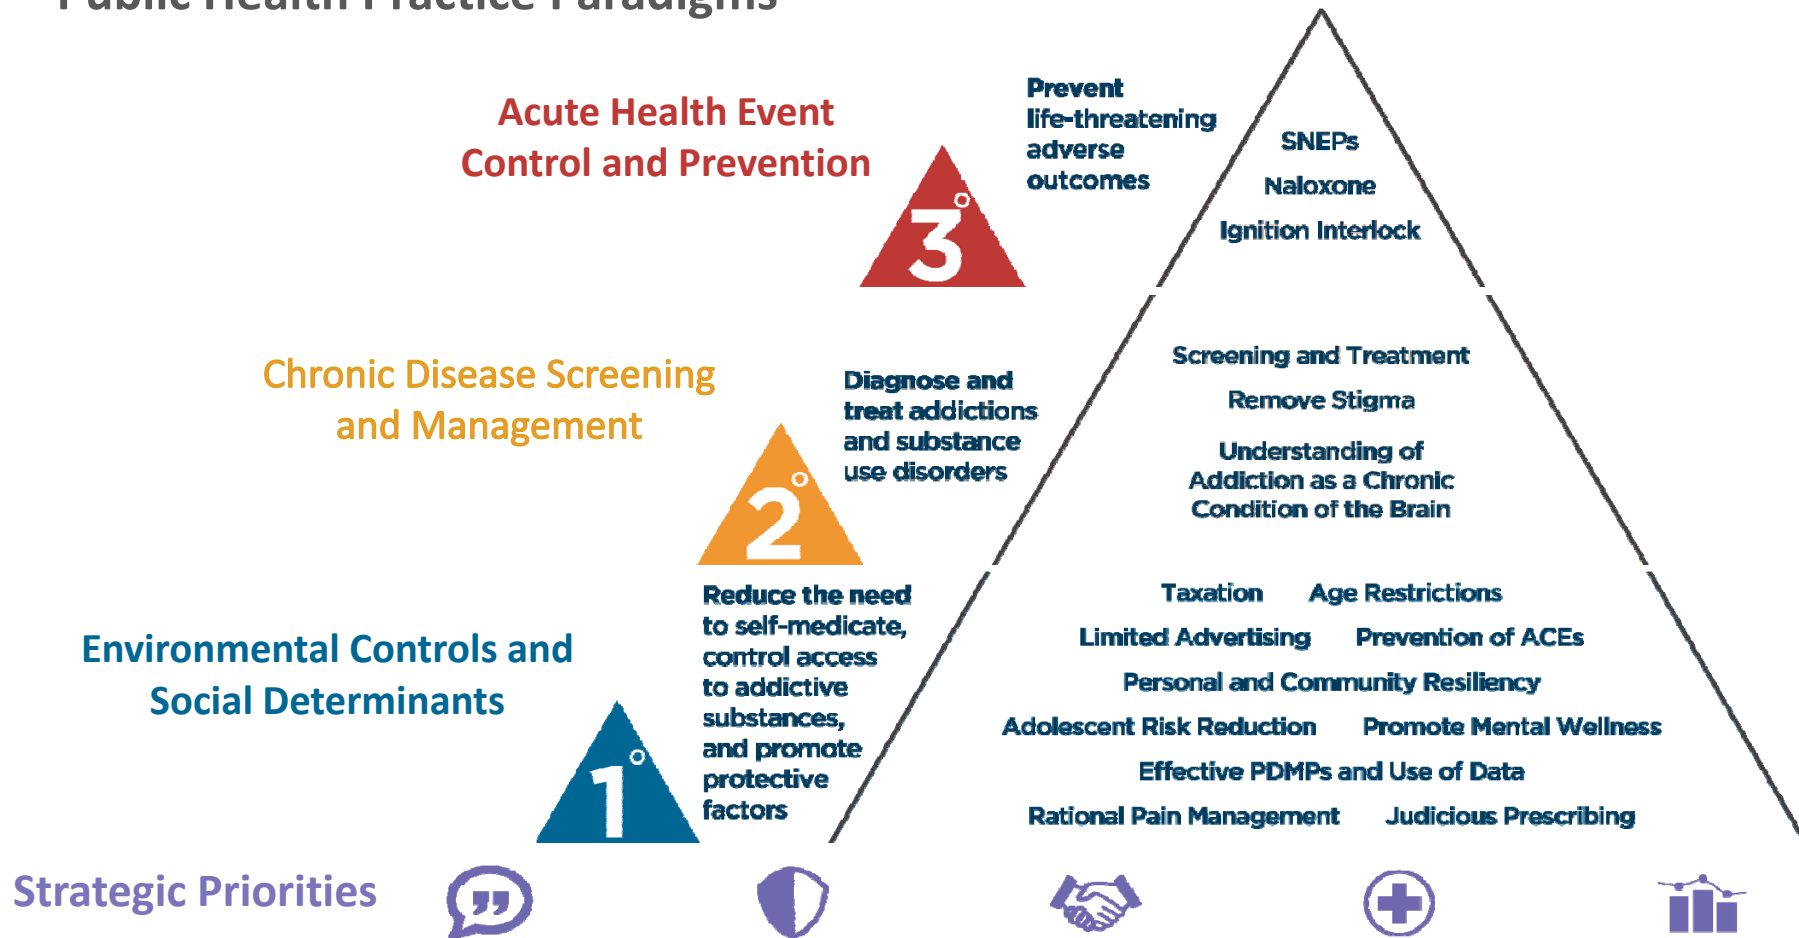 Public Health Practice Paradigms
Acute Health Event
Control and Prevention
3°
Prevent
life-threatening
adverse
outcomes
SNEPs
Naloxone
Ignition Interlock
Chronic Disease Screening
and Management
2°
Diagnose and
treat addictions
and substance
use disorders
Screening and Treatment
Remove Stigma
Understanding of
Addiction as a Chronic
Condition of the Brain
Environmental Controls and
Social Determinants
1°
Reduce the need
to self-medicate,
control access
to addictive
substances,
and promote
protective
factors
Taxation Age Restrictions
Limited Advertising Prevention of ACEs
Personal and Community Resiliency
Adolescent Risk Reduction Promote Mental Wellness
Effective PDMPs and Use of Data
Rational Pain Management Judicious Prescribing
Strategic Priorities